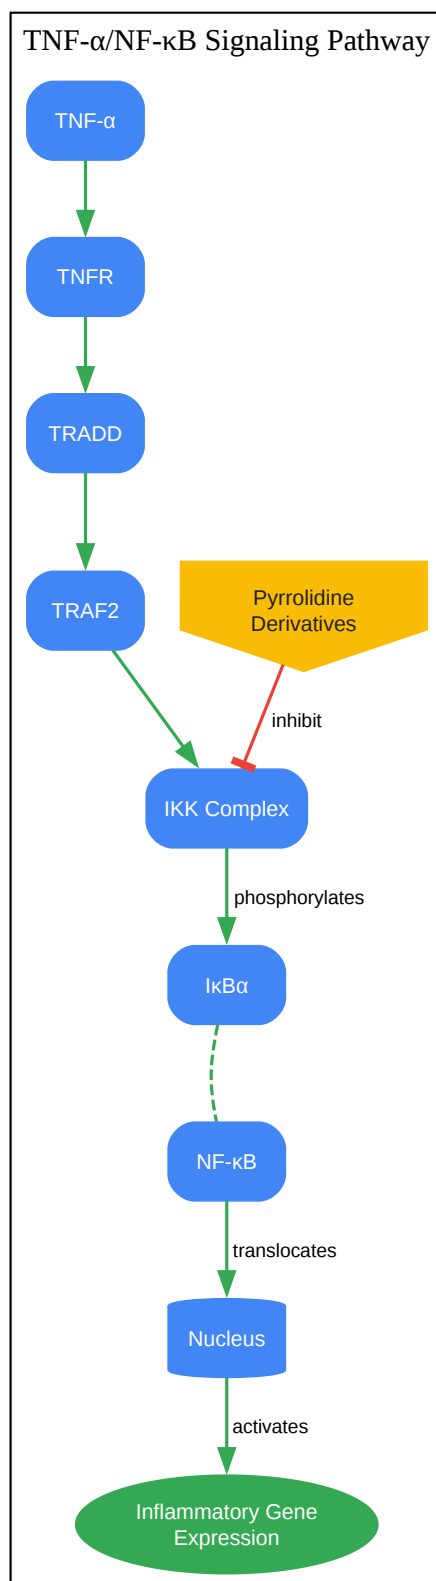 TNF-α/NF-κB Signaling Pathway
TNF-α
TNFR
TRADD
TRAF2
Pyrrolidine
Derivatives
inhibit
IKK Complex
phosphorylates
IκBα
NF-κB
translocates
Nucleus
activates
Inflammatory Gene
Expression